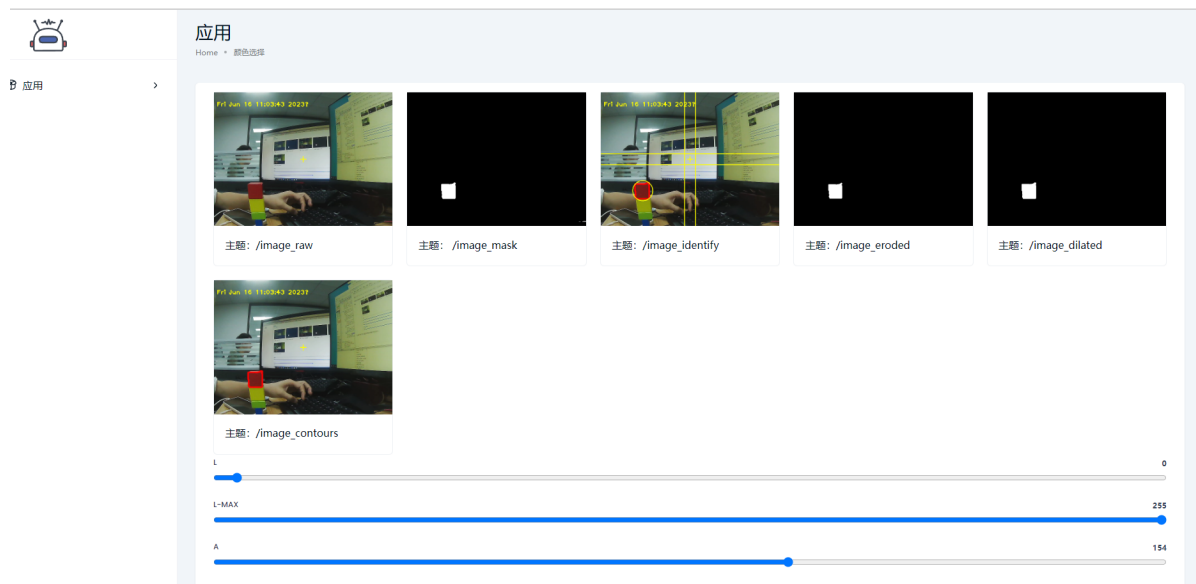 应用
Home • 颜色选择
应用
Fri Jun 16 11:03:43 2023?
Fri Jun 16 11:03:43 2023?
主题：/image_raw
主题： /image_mask
主题：/image_identify
主题：/image_eroded
主题：/image_dilated
Fri Jun 16 11:03:43 2023?
主题：/image_contours
L
0
L-MAX
255
A
154